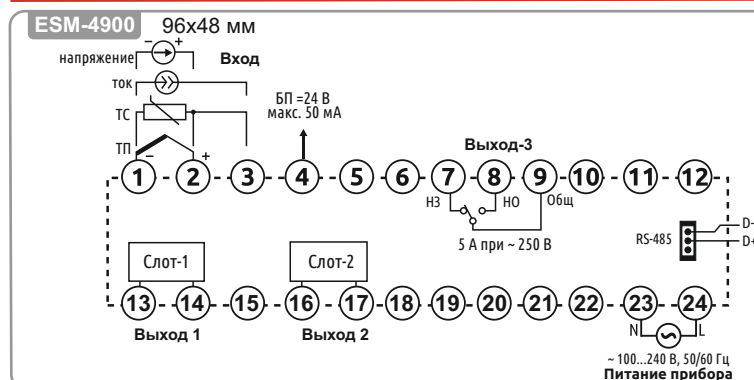 ESM-4900 96x48 мм
− +
напряжение Вход
ток
ТС
БП =24 В
макс. 50 мА
ТП − +
Выход-3
1 2 3 4 5 6 7 8 9 10 11 12
НЗ НО Общ
5 А при ~ 250 В
RS-485
D-
D+
Слот-1 Слот-2
13 14 15 16 17 18 19 20 21 22 23 24
Выход 1 Выход 2
N L
~ 100...240 В, 50/60 Гц
Питание прибора